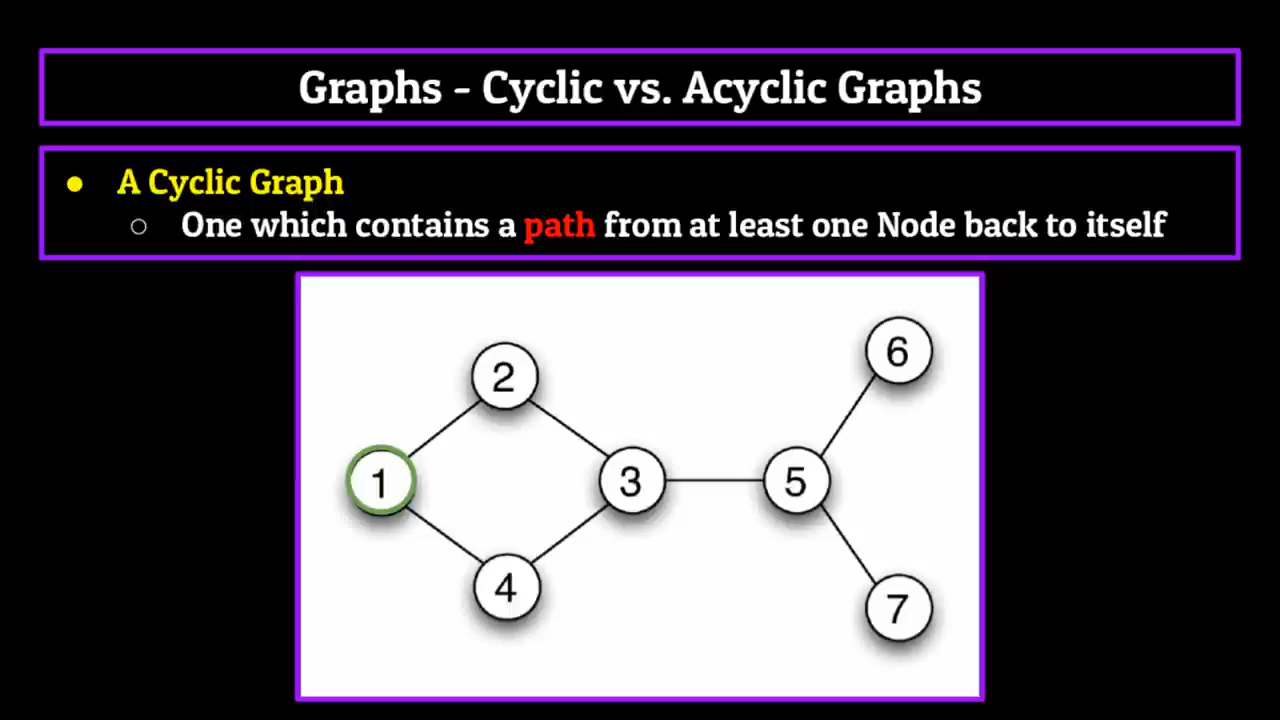 Graphs - Cyclic vs. Acyclic Graphs
● A Cyclic Graph
○ One which contains a path from at least one Node back to itself
6
2
1
3
5
4
7